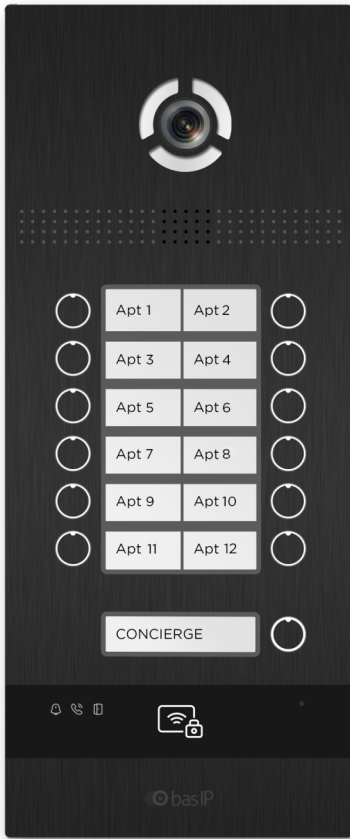 Apt 1 Apt 2
Apt 3 Apt 4
Apt 5 Apt 6
Apt 7 Apt 8
Apt 9 Apt 10
Apt 11 Apt 12
CONCIERGE
basIP